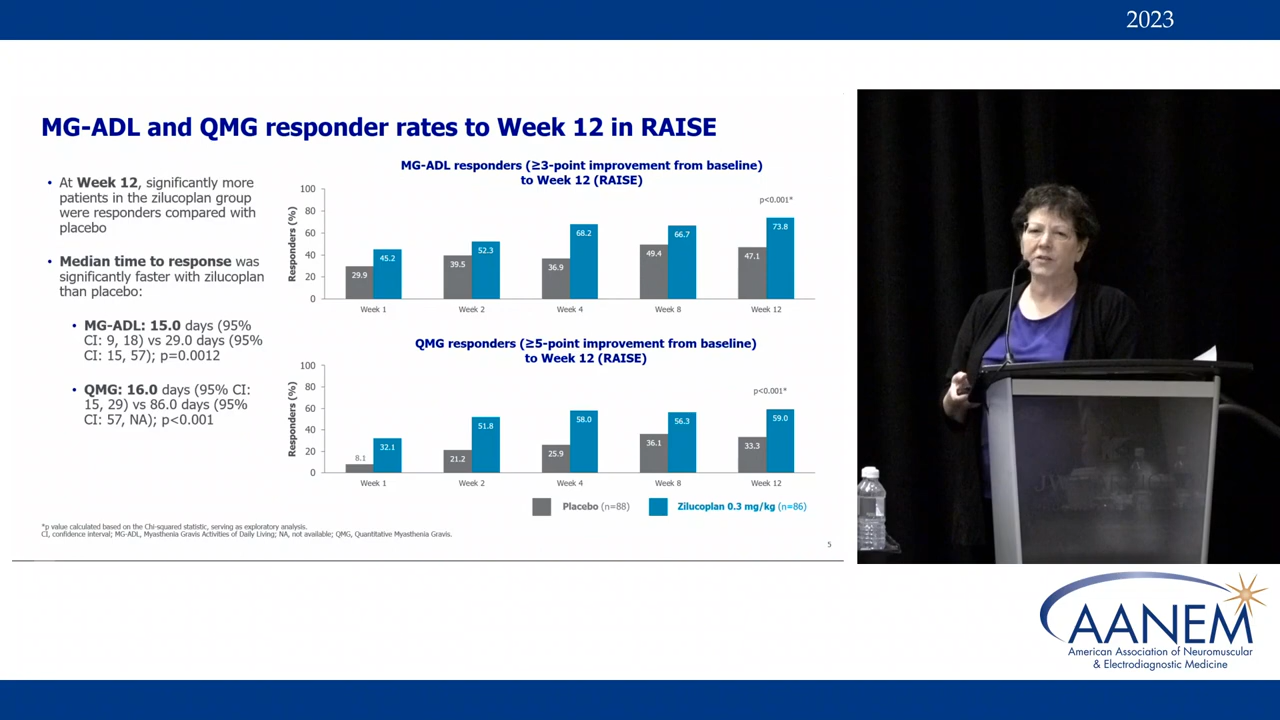 2023
MG-ADL and QMG responder rates to Week 12 in RAISE
• At Week 12, significantly more
patients in the zilucoplan group
were responders compared with
placebo
• Median time to response was
significantly faster with zilucoplan
than placebo:
• MG-ADL: 15.0 days (95%
CI: 9, 18) vs 29.0 days (95%
CI: 15, 57); p=0.0012
• QMG: 16.0 days (95% CI:
15, 29) vs 86.0 days (95%
CI: 57, NA); p<0.001
MG-ADL responders (≥3-point improvement from baseline)
to Week 12 (RAISE)
Responders (%)
100
80
60
40
20
0
29.9
45.2
39.5
52.3
36.9
68.2
49.4
66.7
47.1
73.8
p<0.001*
Week 1
Week 2
Week 4
Week 8
Week 12
QMG responders (≥5-point improvement from baseline)
to Week 12 (RAISE)
Responders (%)
100
80
60
40
20
0
8.1
32.1
21.2
51.8
25.9
58.0
36.1
56.3
33.3
59.0
p<0.001*
Week 1
Week 2
Week 4
Week 8
Week 12
Placebo (n=88)
Zilucoplan 0.3 mg/kg (n=86)
*p value calculated based on the Chi-squared statistic, serving as exploratory analysis.
CI, confidence interval; MG-ADL, Myasthenia Gravis Activities of Daily Living; NA, not available; QMG, Quantitative Myasthenia Gravis.
5
AANEM
American Association of Neuromuscular
& Electrodiagnostic Medicine